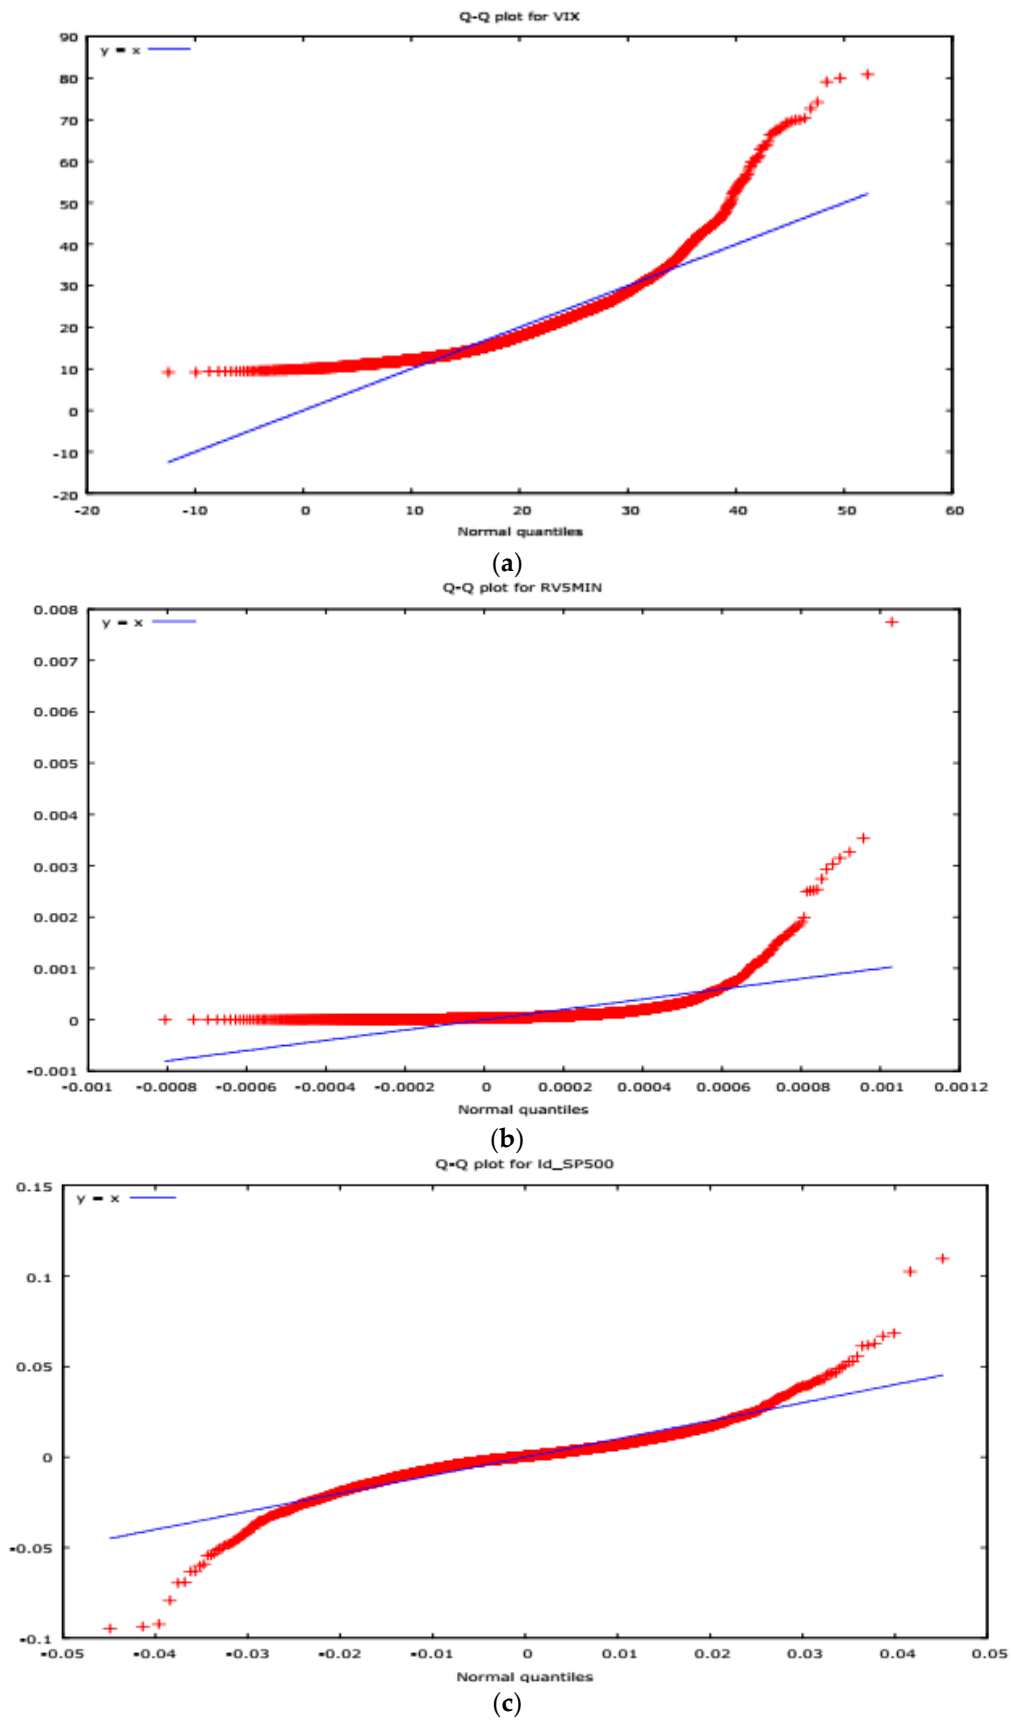 Q-Q plot for VIX
90
y = x
80
70
60
50
40
30
20
10
0
-10
-20
-20 -10 0 10 20 30 40 50 60
Normal quantiles
(a)
Q-Q plot for RV5MIN
0.008
y = x
0.007
0.006
0.005
0.004
0.003
0.002
0.001
0
-0.001
-0.001 -0.0008 -0.0006 -0.0004 -0.0002 0 0.0002 0.0004 0.0006 0.0008 0.001 0.0012
Normal quantiles
(b)
Q-Q plot for ld_SP500
0.15
y = x
0.1
0.05
0
-0.05
-0.1
-0.05 -0.04 -0.03 -0.02 -0.01 0 0.01 0.02 0.03 0.04 0.05
Normal quantiles
(c)